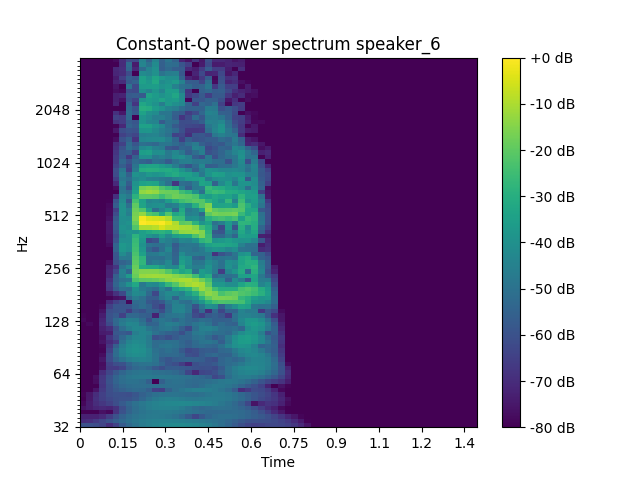 Constant-Q power spectrum speaker_6
Hz
2048
1024
512
256
128
64
32
0 0.15 0.3 0.45 0.6 0.75 0.9 1.1 1.2 1.4
Time
+0 dB
-10 dB
-20 dB
-30 dB
-40 dB
-50 dB
-60 dB
-70 dB
-80 dB